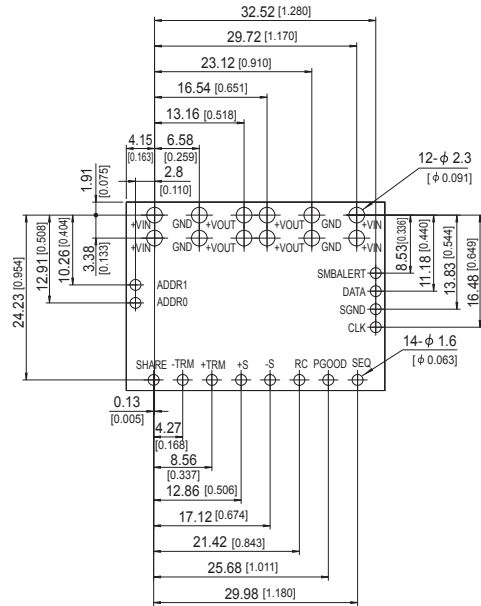 32.52 [1.280]
29.72 [1.170]
23.12 [0.910]
16.54 [0.651]
13.16 [0.518]
4.15 6.58
[0.163] [0.259]
2.8
[0.110]
12-ϕ 2.3
[ϕ 0.091]
1.91
[0.075]
+VIN GND +VOUT +VOUT GND +VIN
+VIN GND +VOUT +VOUT GND +VIN
24.23 [0.954]
12.91 [0.508]
10.26 [0.404]
3.38
[0.133]
ADDR1
ADDR0
SMBALERT
DATA
SGND
CLK
8.53 [0.336]
11.18 [0.440]
13.83 [0.544]
16.48 [0.649]
14-ϕ 1.6
[ϕ 0.063]
SHARE -TRM +TRM +S -S RC PGOOD SEQ
0.13
[0.005]
4.27
[0.168]
8.56
[0.337]
12.86 [0.506]
17.12 [0.674]
21.42 [0.843]
25.68 [1.011]
29.98 [1.180]